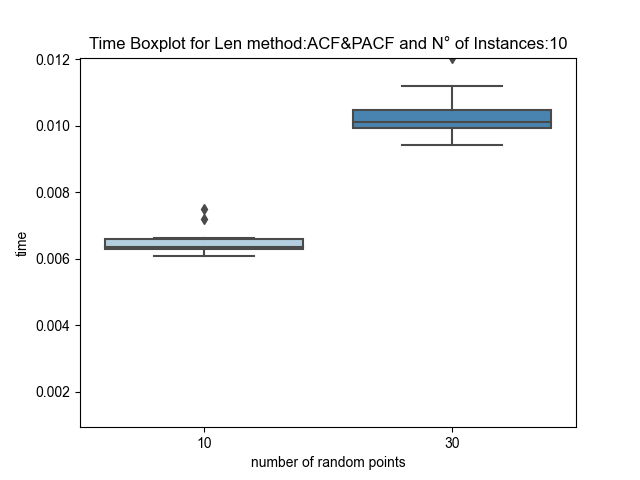 Time Boxplot for Len method:ACF&PACF and N° of Instances:10
0.012
0.010
0.008
0.006
0.004
0.002
time
10
30
number of random points